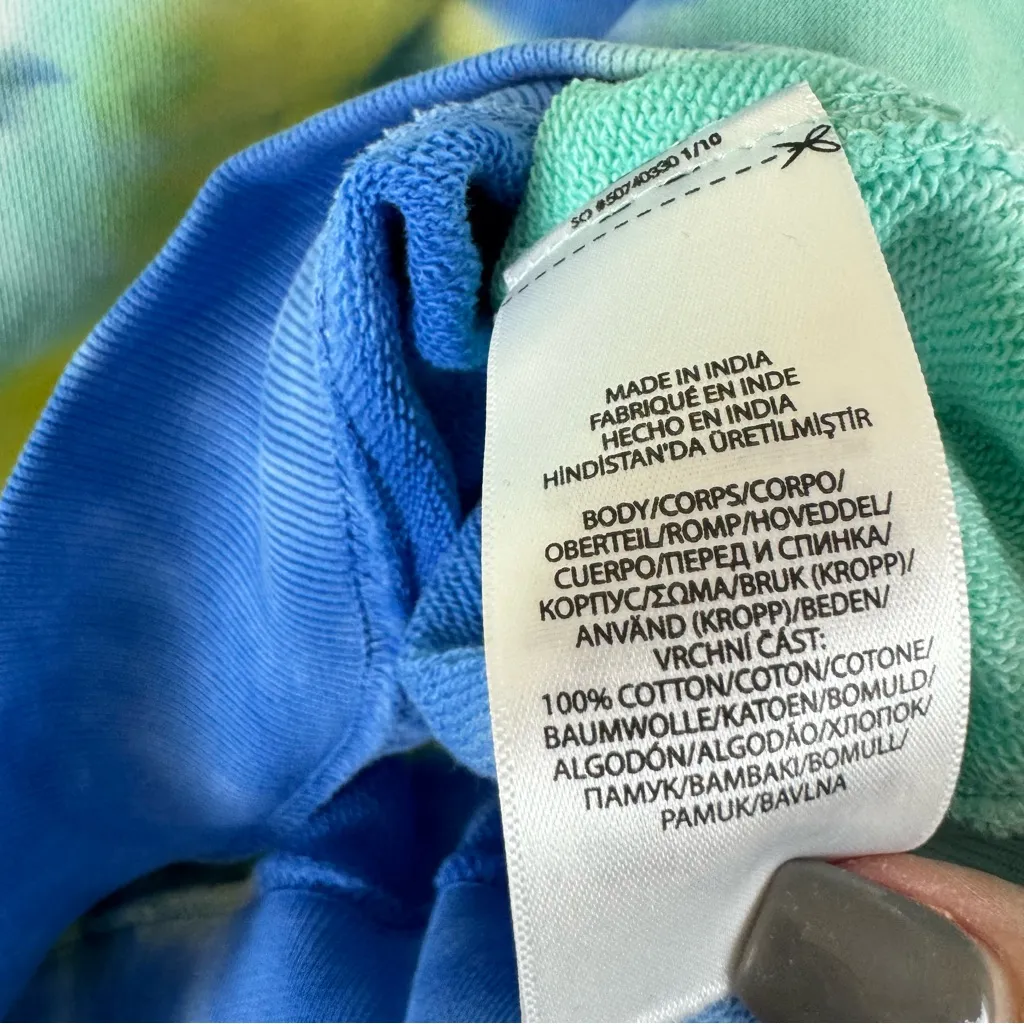 SO #50740330 1/10
MADE IN INDIA
FABRIQUÉ EN INDE
HECHO EN INDIA
HİNDİSTAN'DA ÜRETİLMİŞTİR
BODY/CORPS/CORPO/
OBERTEIL/ROMP/HOVEDDEL/
CUERPO/ПЕРЕД И СПИНКА/
КОРПУС/ΣΩΜΑ/BRUK (KROPP)/
ANVÄND (KROPP)/BEDEN/
VRCHNÍ ČÁST:
100% COTTON/COTON/COTONE/
BAUMWOLLE/KATOEN/BOMULD/
ALGODÓN/ALGODÃO/ХЛОПОК/
ПАМУК/ΒΑΜΒΑΚΙ/BOMULL/
PAMUK/BAVLNA